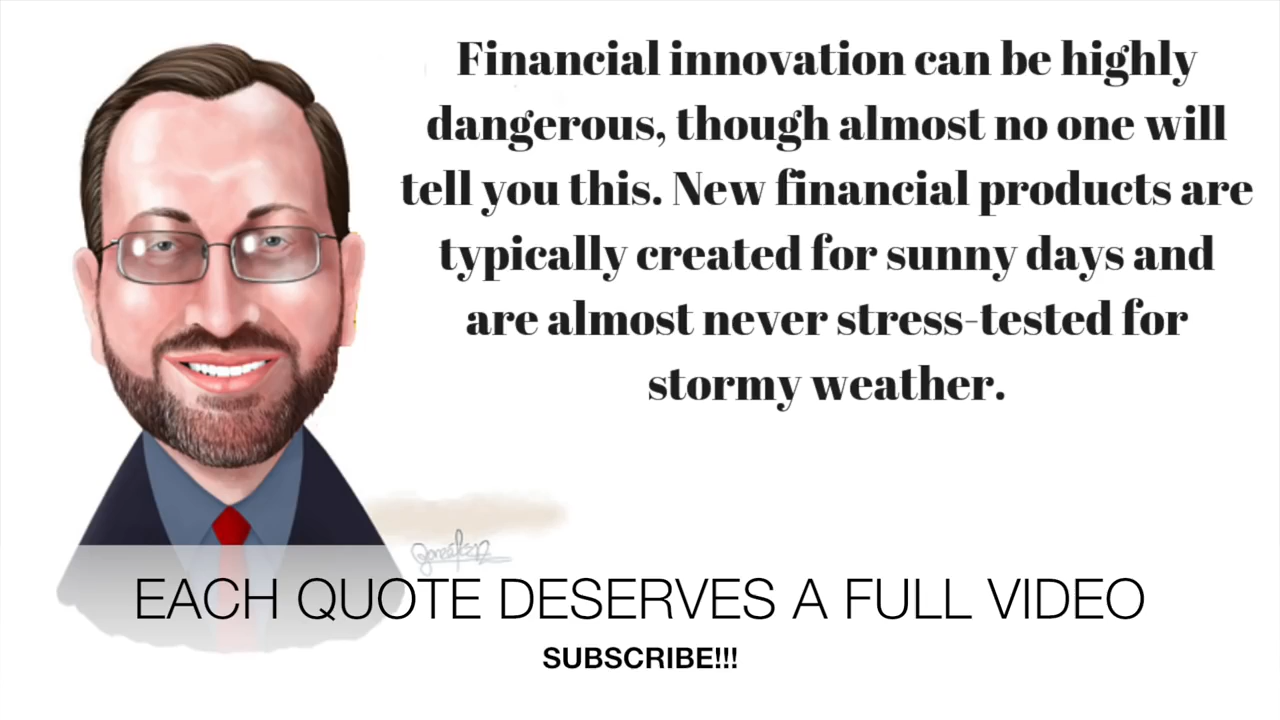 Financial innovation can be highly
dangerous, though almost no one will
tell you this. New financial products are
typically created for sunny days and
are almost never stress-tested for
stormy weather.
EACH QUOTE DESERVES A FULL VIDEO
SUBSCRIBE!!!